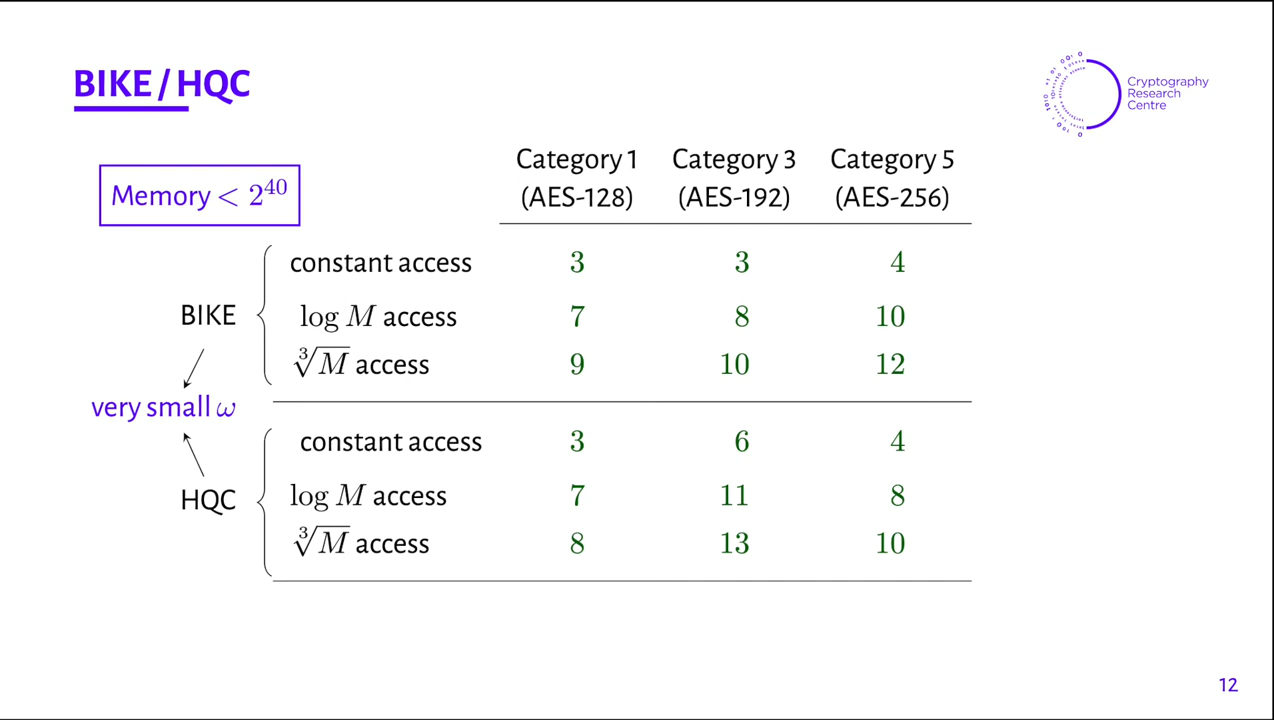 BIKE/HQC
Cryptography
Research
Centre
Memory < 2^40
Category 1 Category 3 Category 5
(AES-128) (AES-192) (AES-256)
BIKE
constant access 3 3 4
log M access 7 8 10
∛M access 9 10 12
very small ω
HQC
constant access 3 6 4
log M access 7 11 8
∛M access 8 13 10
12